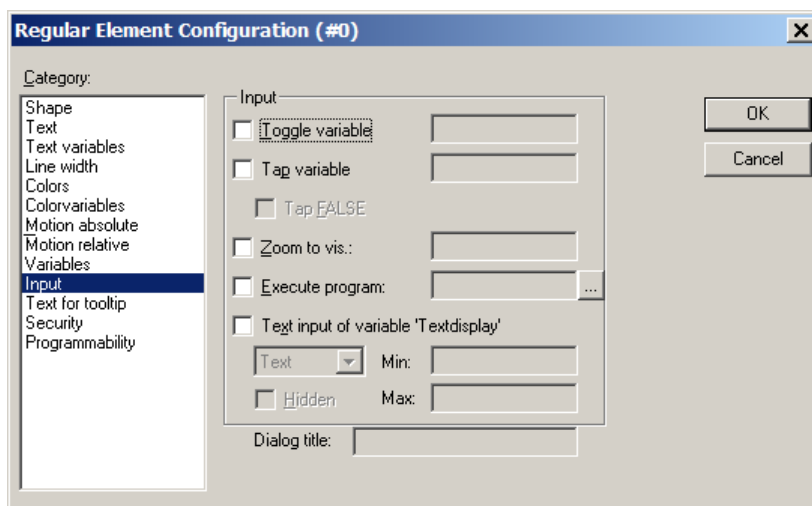 Regular Element Configuration (#0)
Category:
Shape
Text
Text variables
Line width
Colors
Colorvariables
Motion absolute
Motion relative
Variables
Input
Text for tooltip
Security
Programmability
Input
Toggle variable
Tap variable
Tap FALSE
Zoom to vis.:
Execute program:
...
Text input of variable 'Textdisplay'
Text
Min:
Hidden
Max:
Dialog title:
OK
Cancel